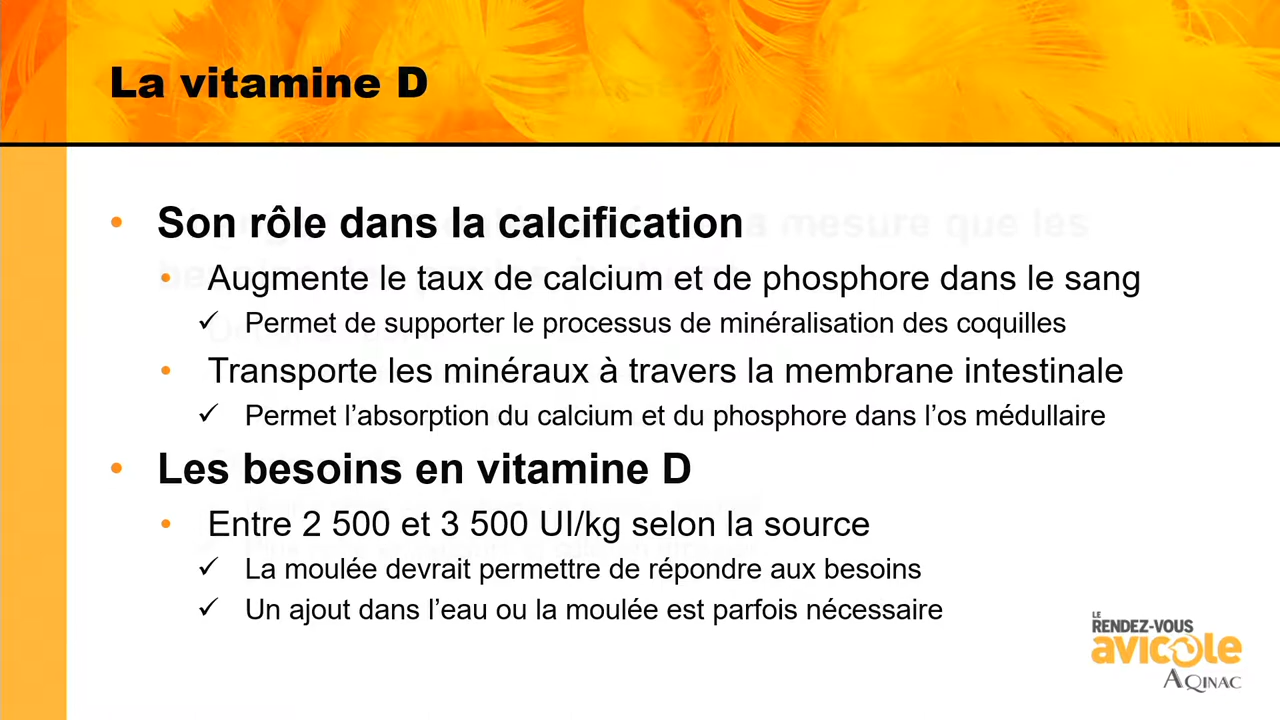 La vitamine D
• Son rôle dans la calcification
• Augmente le taux de calcium et de phosphore dans le sang
✓ Permet de supporter le processus de minéralisation des coquilles
• Transporte les minéraux à travers la membrane intestinale
✓ Permet l’absorption du calcium et du phosphore dans l’os médullaire
• Les besoins en vitamine D
• Entre 2 500 et 3 500 UI/kg selon la source
✓ La moulée devrait permettre de répondre aux besoins
✓ Un ajout dans l’eau ou la moulée est parfois nécessaire
LE
RENDEZ-VOUS
avicole
AQINAC